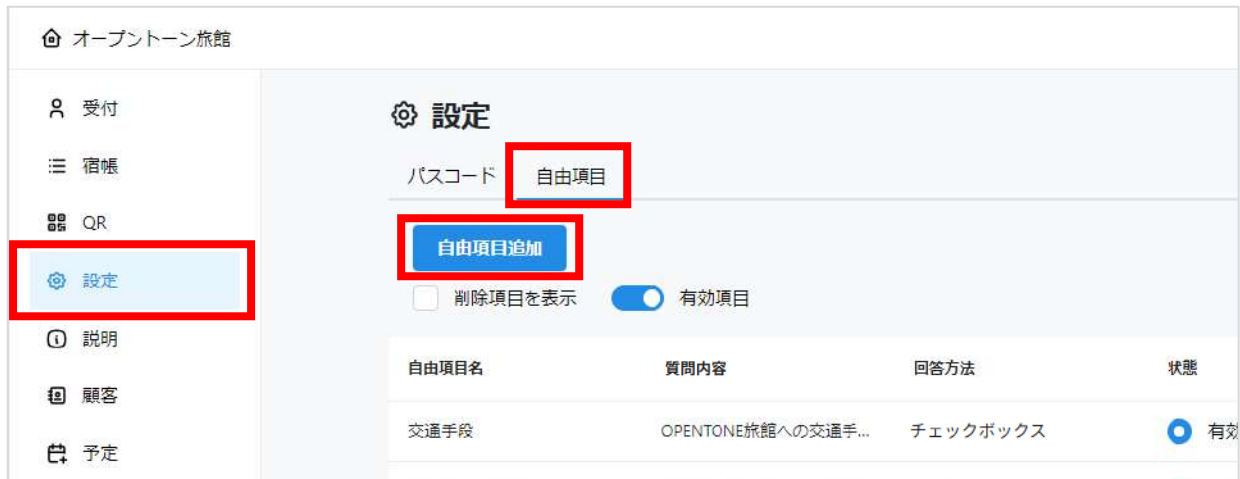 オープントーン旅館
受付
宿帳
QR
設定
説明
顧客
予定
設定
パスコード 自由項目
自由項目追加
削除項目を表示 有効項目
自由項目名 質問内容 回答方法 状態
交通手段 OPENTONE旅館への交通手... チェックボックス 有効